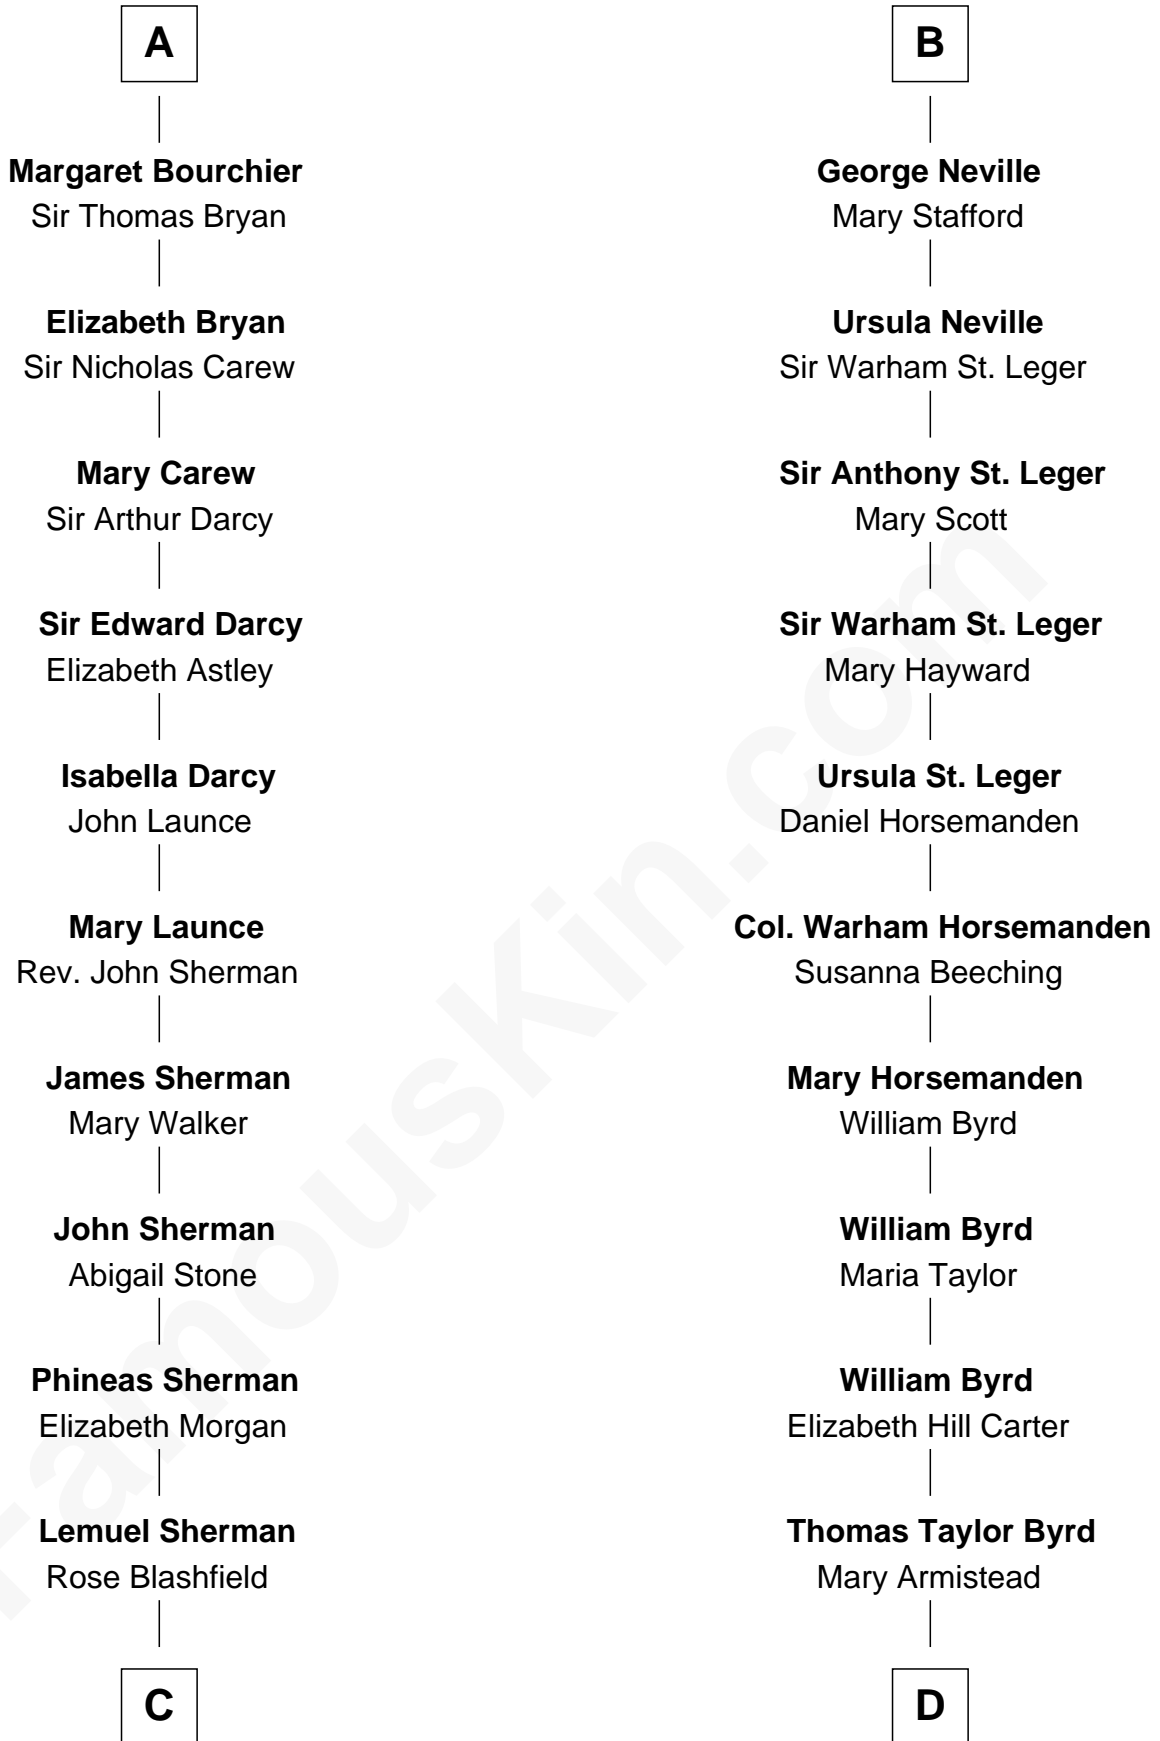 A
Margaret Bourchier
Sir Thomas Bryan
Elizabeth Bryan
Sir Nicholas Carew
Mary Carew
Sir Arthur Darcy
Sir Edward Darcy
Elizabeth Astley
Isabella Darcy
John Launce
Mary Launce
Rev. John Sherman
James Sherman
Mary Walker
John Sherman
Abigail Stone
Phineas Sherman
Elizabeth Morgan
Lemuel Sherman
Rose Blashfield
C
B
George Neville
Mary Stafford
Ursula Neville
Sir Warham St. Leger
Sir Anthony St. Leger
Mary Scott
Sir Warham St. Leger
Mary Hayward
Ursula St. Leger
Daniel Horsemanden
Col. Warham Horsemanden
Susanna Beeching
Mary Horsemanden
William Byrd
William Byrd
Maria Taylor
William Byrd
Elizabeth Hill Carter
Thomas Taylor Byrd
Mary Armistead
D
FamousKin.com